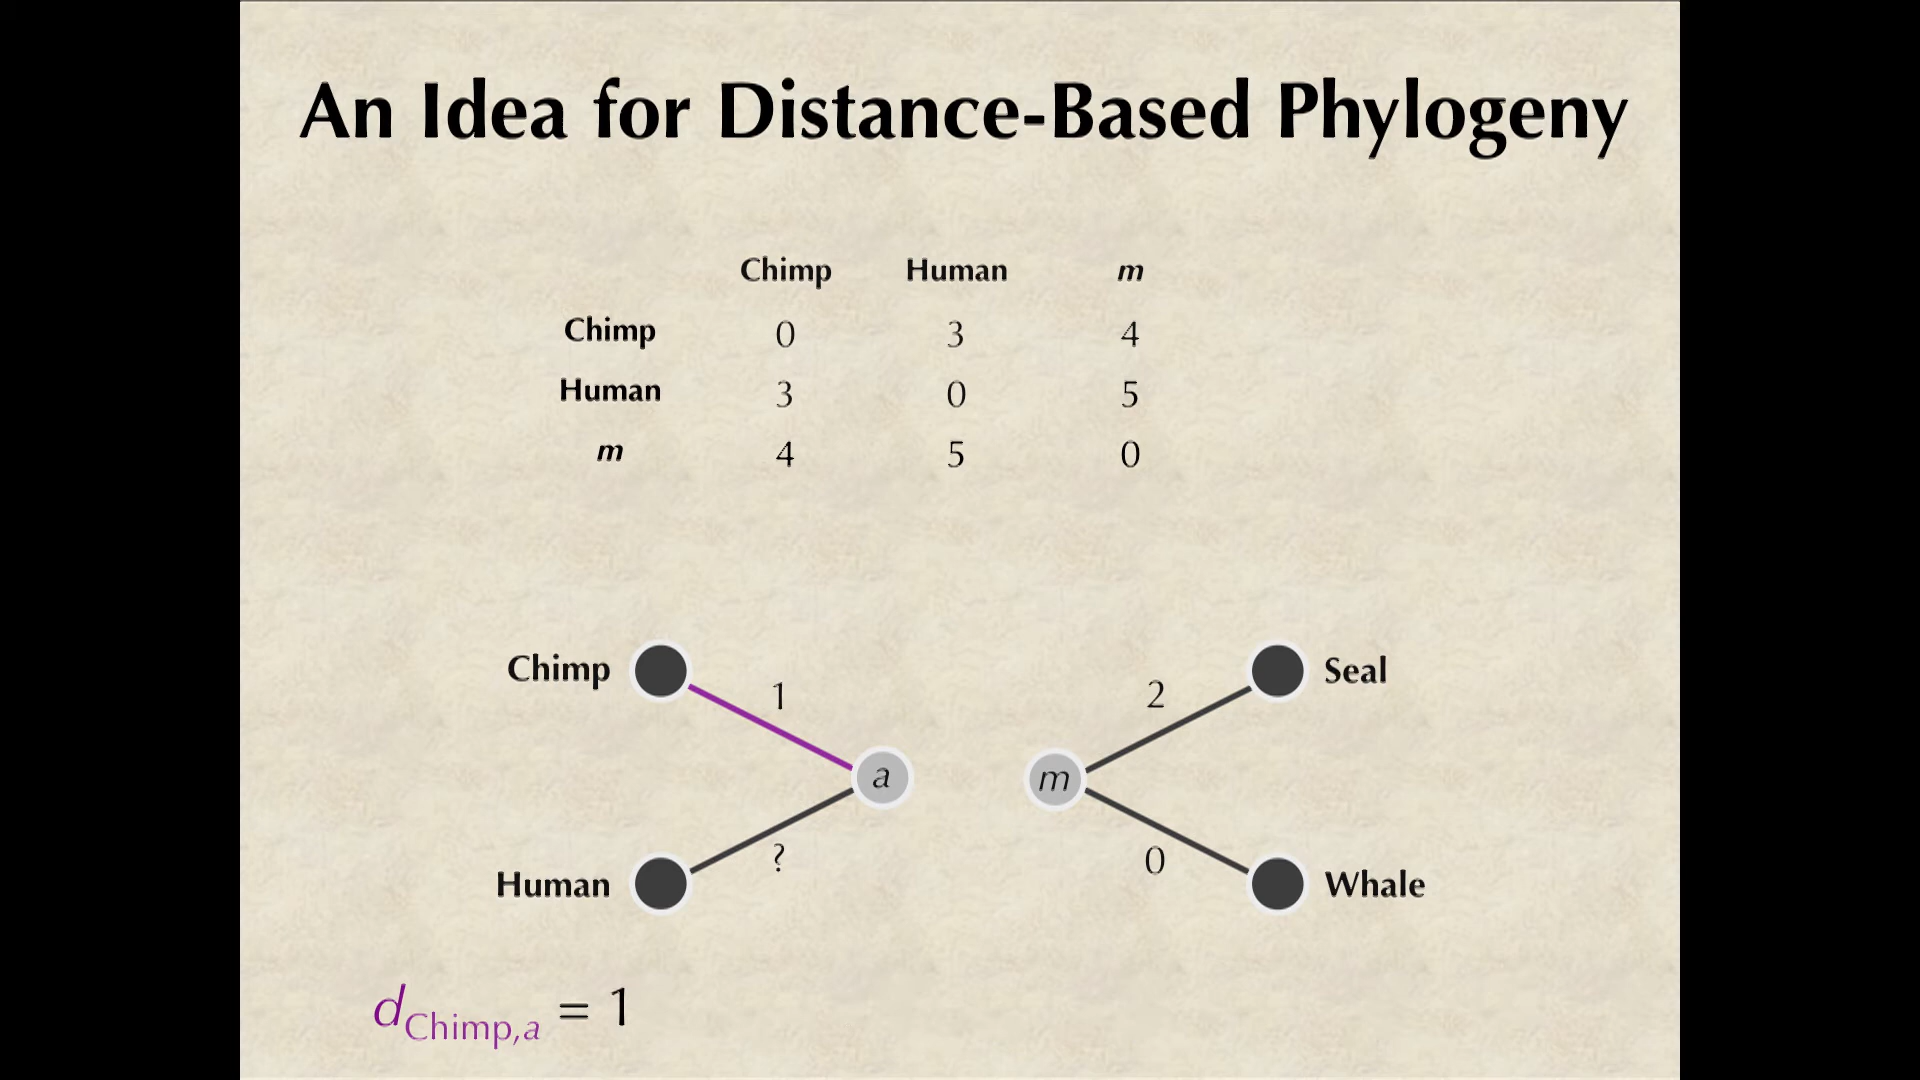 An Idea for Distance-Based Phylogeny
Chimp Human m
Chimp 0 3 4
Human 3 0 5
m 4 5 0
Chimp 1 2 Seal
a m
Human ? 0 Whale
dChimp,a = 1